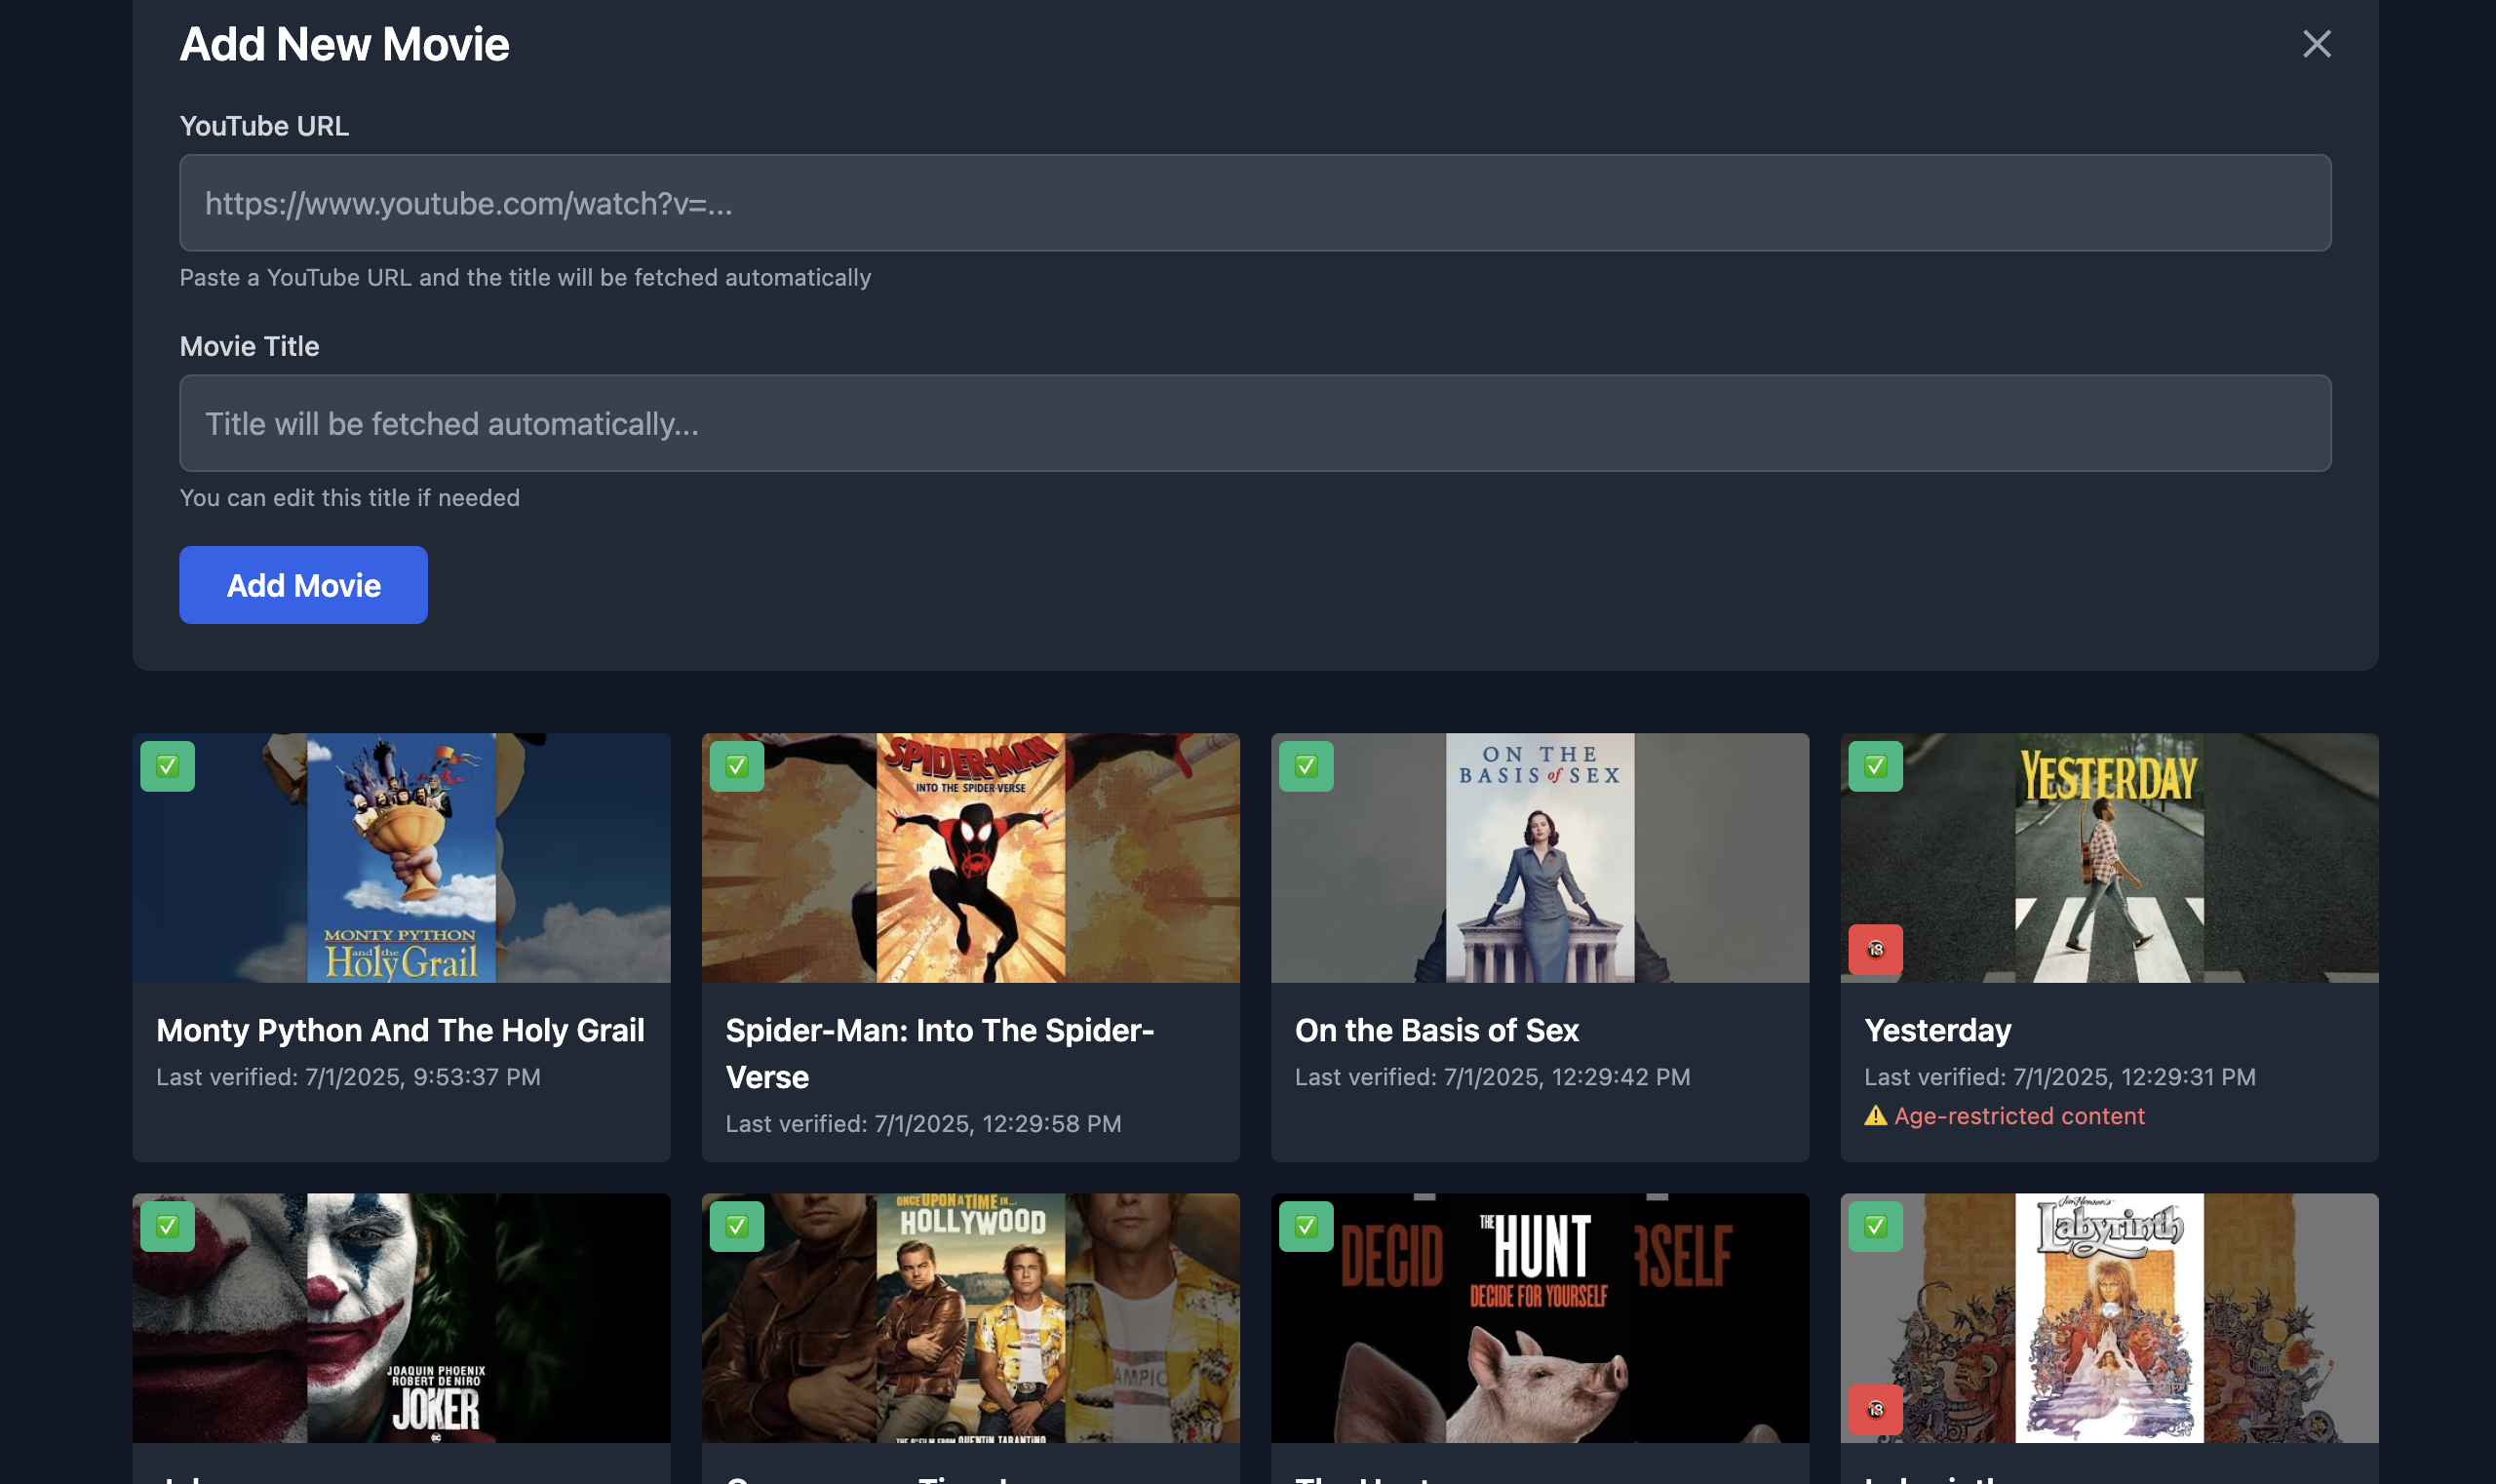 Add New Movie
YouTube URL
https://www.youtube.com/watch?v=...
Paste a YouTube URL and the title will be fetched automatically
Movie Title
Title will be fetched automatically...
You can edit this title if needed
Add Movie
MONTY PYTHON
and the
Holy Grail
SPIDER-MAN
INTO THE SPIDER-VERSE
ON THE
BASIS of SEX
YESTERDAY
18
Monty Python And The Holy Grail
Last verified: 7/1/2025, 9:53:37 PM
Spider-Man: Into The Spider-
Verse
Last verified: 7/1/2025, 12:29:58 PM
On the Basis of Sex
Last verified: 7/1/2025, 12:29:42 PM
Yesterday
Last verified: 7/1/2025, 12:29:31 PM
Age-restricted content
JOAQUIN PHOENIX
ROBERT DE NIRO
JOKER
ONCE UPON A TIME IN...
HOLLYWOOD
THE 9TH FILM FROM QUENTIN TARANTINO
DECID
THE
HUNT
DECIDE FOR YOURSELF
RSELF
Jim Henson's
Labyrinth
18